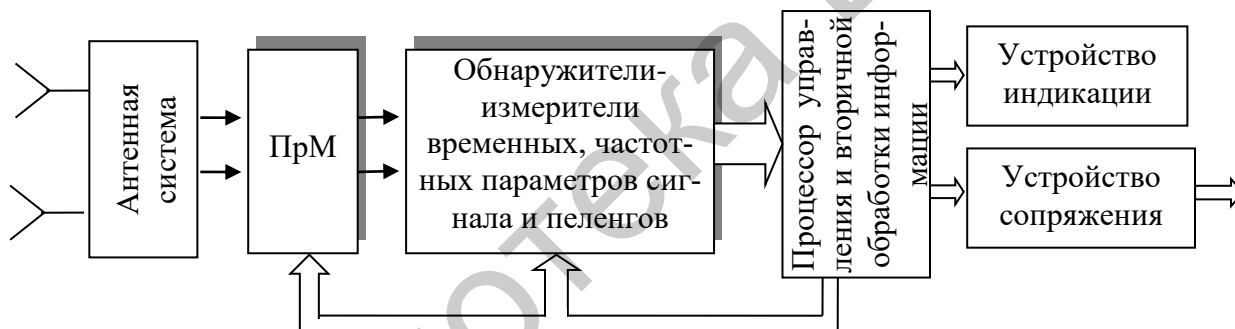 Антенная
система
ПрМ
Обнаружители-
измерители
временных, частот-
ных параметров сиг-
нала и пеленгов
Процессор управ-
ления и вторичной
обработки инфор-
мации
Устройство
индикации
Устройство
сопряжения